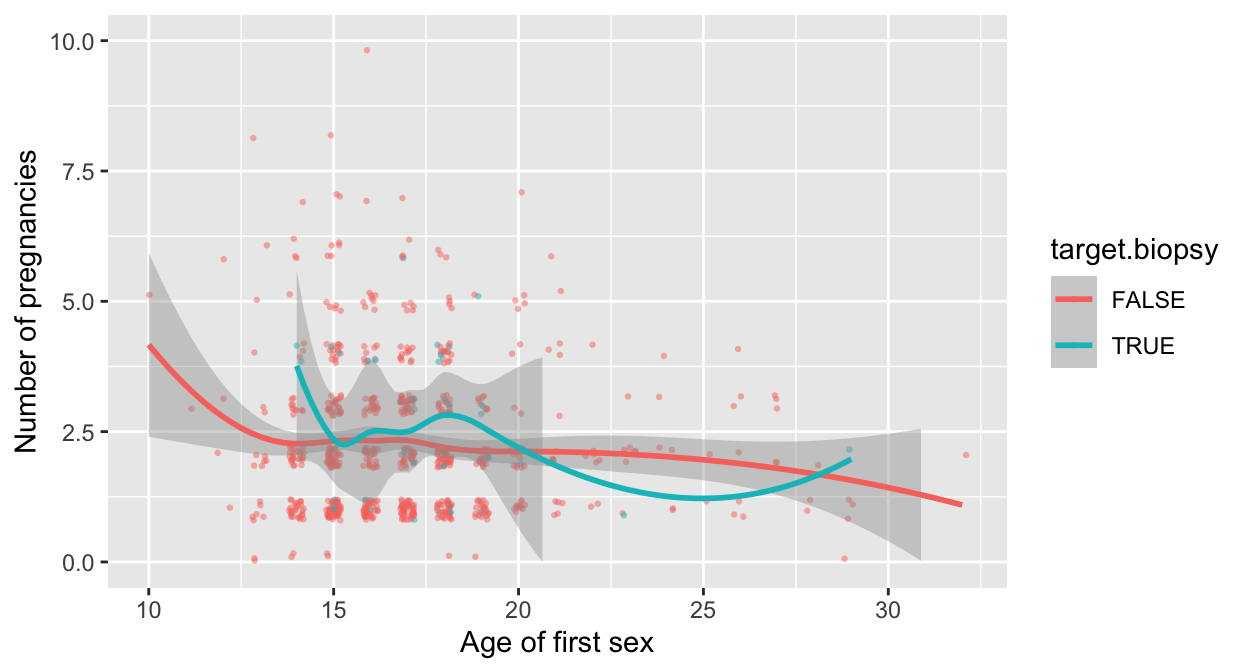 10.0
7.5
5.0
2.5
0.0
Number of pregnancies
10
15
20
25
30
Age of first sex
target.biopsy
FALSE
TRUE